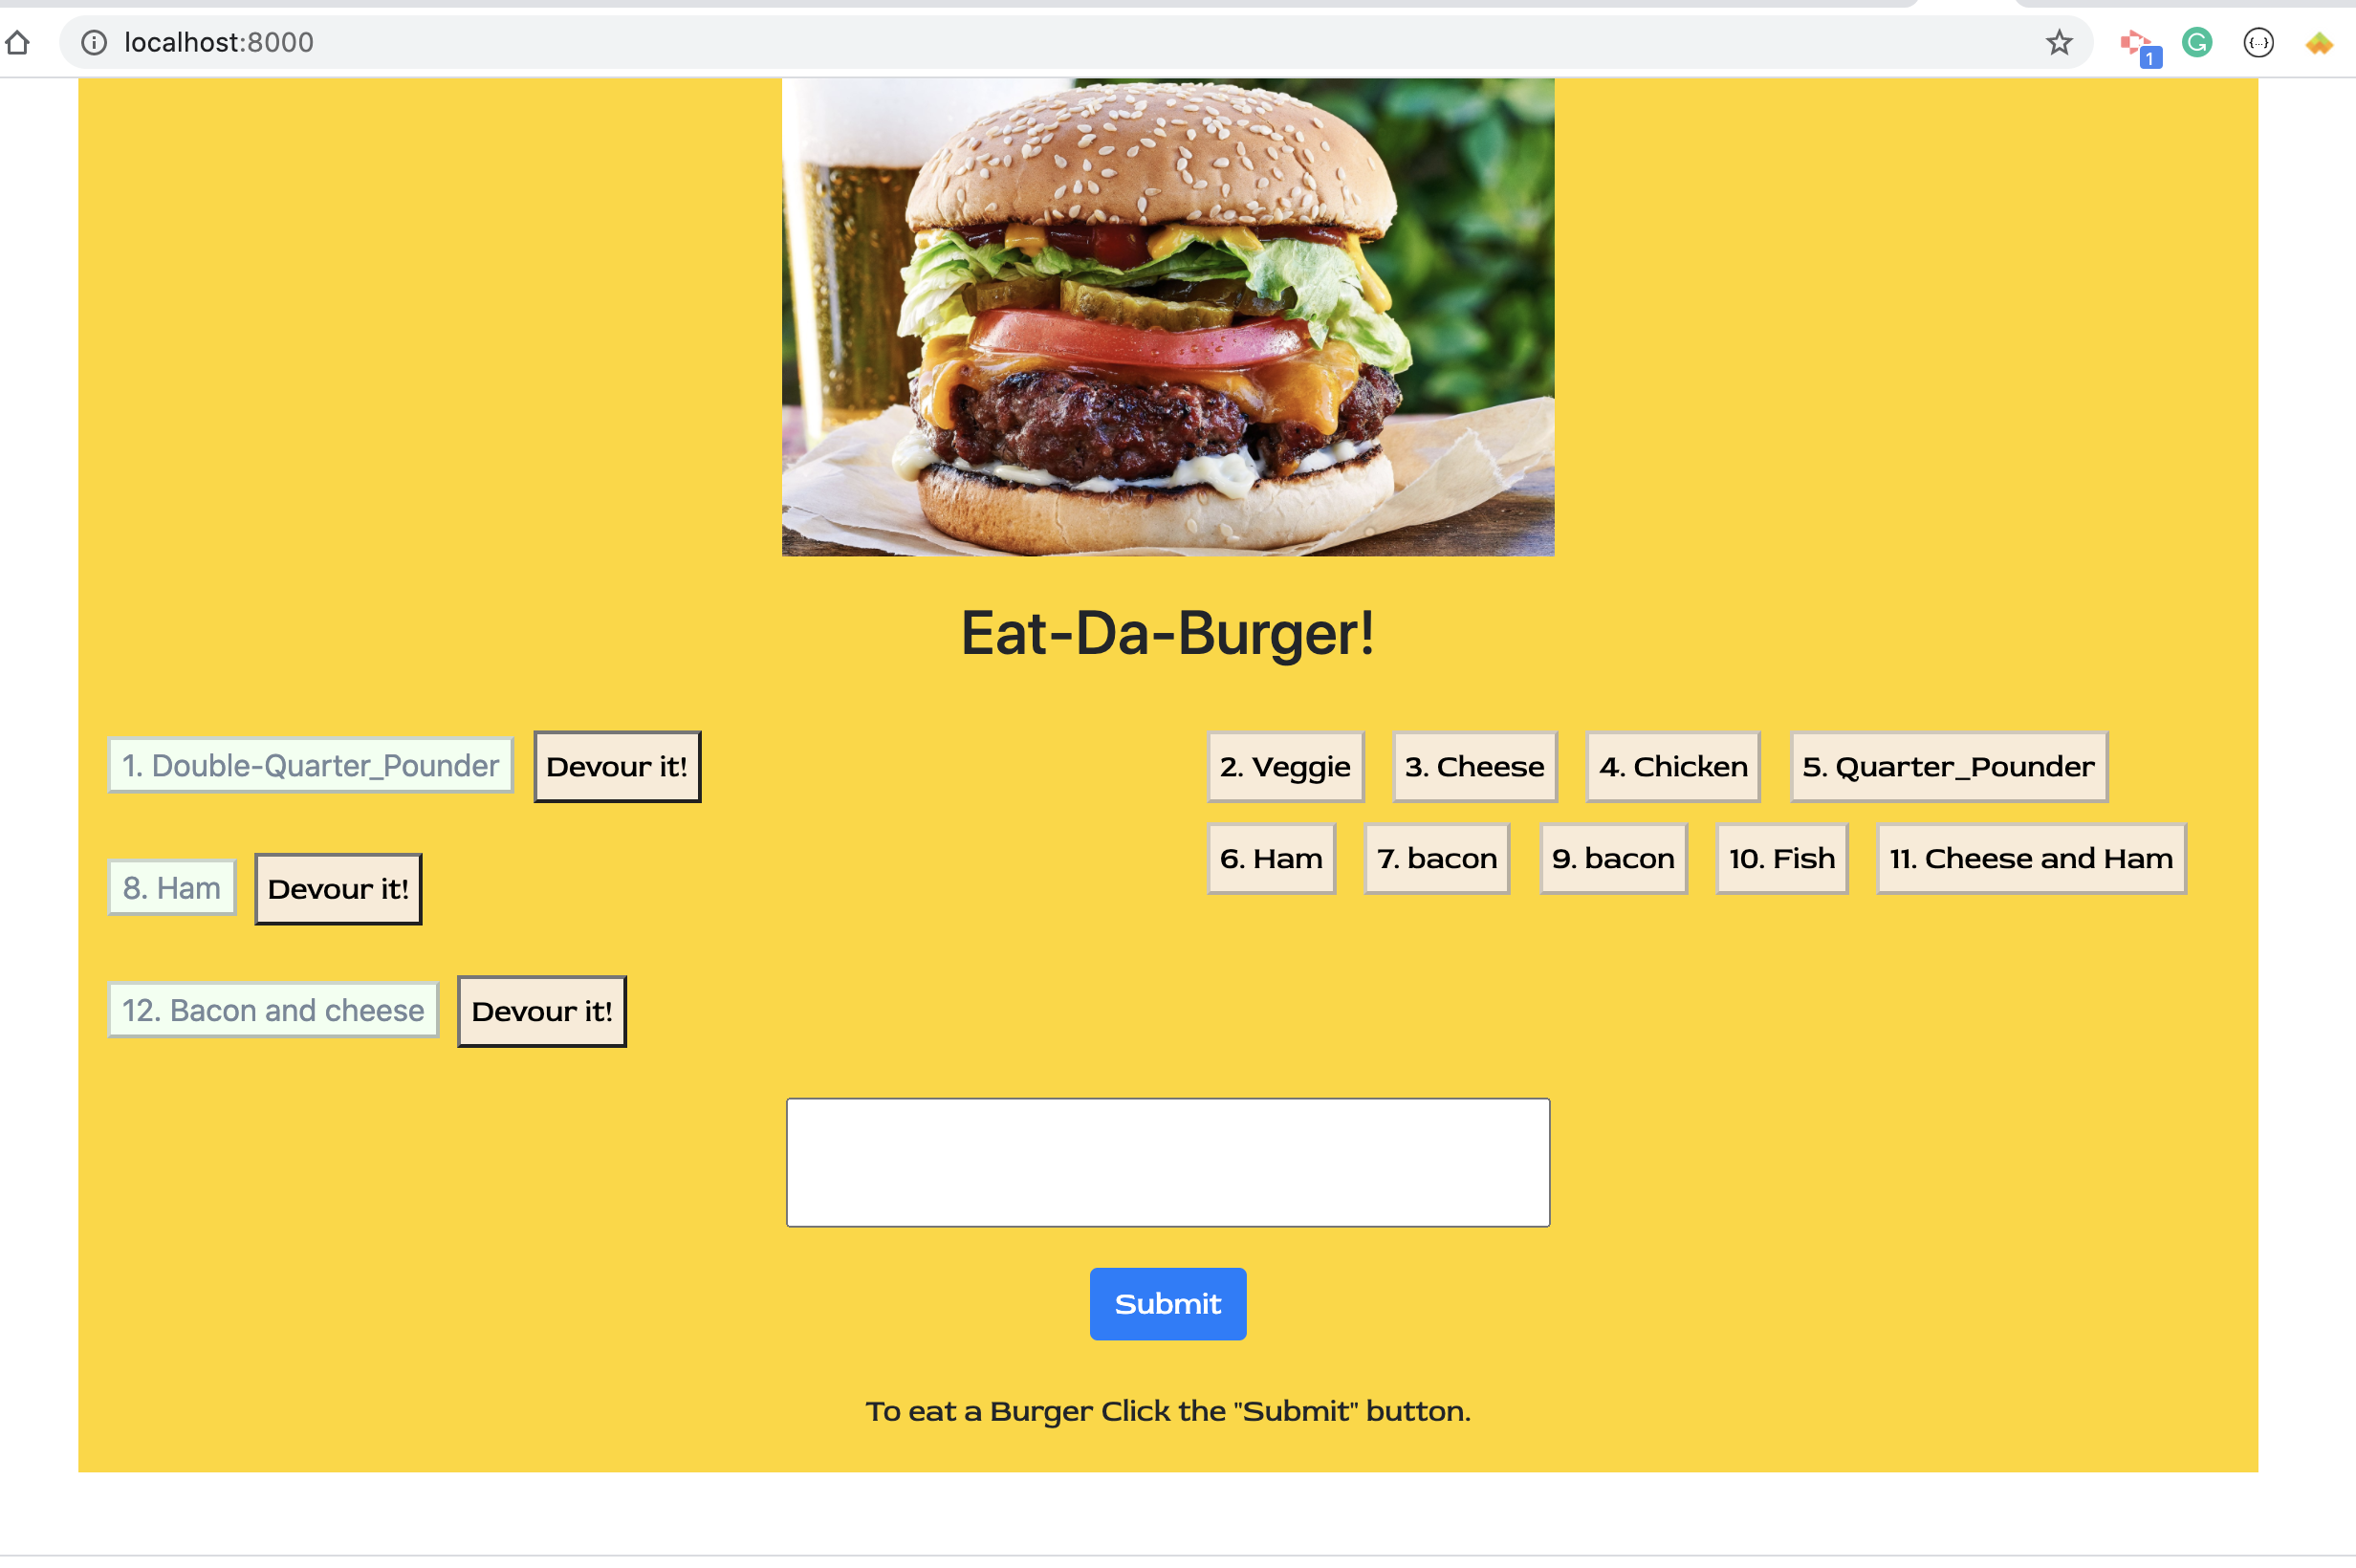 localhost:8000
1
G
{...}
Eat-Da-Burger!
1. Double-Quarter_Pounder Devour it!
8. Ham Devour it!
12. Bacon and cheese Devour it!
2. Veggie 3. Cheese 4. Chicken 5. Quarter_Pounder
6. Ham 7. bacon 9. bacon 10. Fish 11. Cheese and Ham
Submit
To eat a Burger Click the "Submit" button.